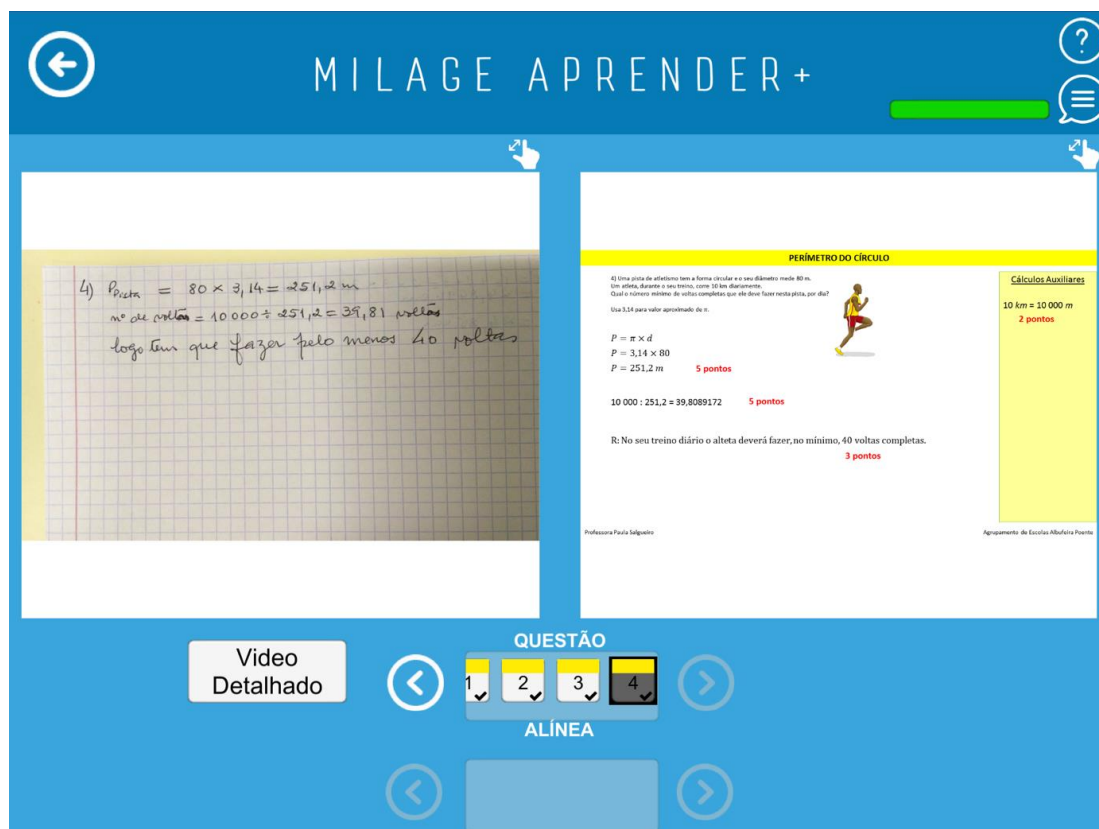 MILAGE APRENDER+
?
4) Ppista = 80 × 3,14 = 251,2 m
nº de voltas = 10 000 ÷ 251,2 = 39,81 voltas
logo tem que fazer pelo menos 40 voltas
PERÍMETRO DO CÍRCULO
4) Uma pista de atletismo tem a forma circular e o seu diâmetro mede 80 m.
Um atleta, durante o seu treino, corre 10 km diariamente.
Qual o número mínimo de voltas completas que ele deve fazer nesta pista, por dia?
Usa 3,14 para valor aproximado de π.
P = π × d
P = 3,14 × 80
P = 251,2 m 5 pontos
10 000 : 251,2 = 39,8089172 5 pontos
R: No seu treino diário o alteta deverá fazer, no mínimo, 40 voltas completas.
3 pontos
Cálculos Auxiliares
10 km = 10 000 m
2 pontos
Professora Paula Salgueiro
Agrupamento de Escolas Albufeira Poente
Video
Detalhado
QUESTÃO
1 2 3 4
ALÍNEA